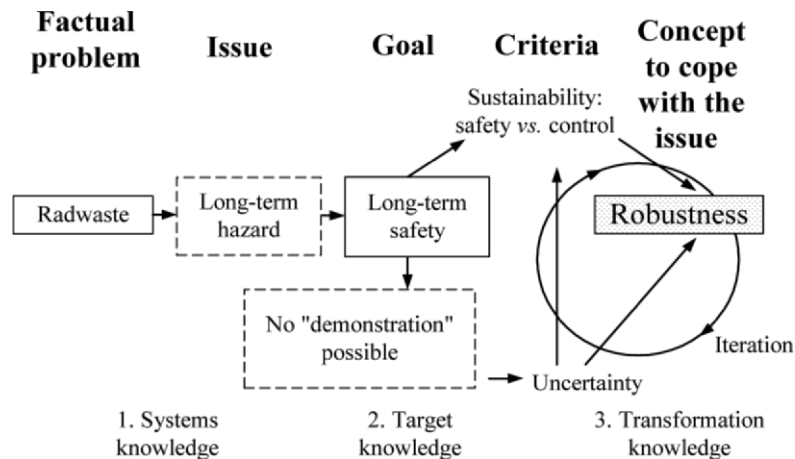 Factual
problem
Issue
Goal
Criteria
Concept
to cope
with the
issue
Sustainability:
safety vs. control
Radwaste
Long-term
hazard
Long-term
safety
Robustness
No "demonstration"
possible
Iteration
Uncertainty
1. Systems
knowledge
2. Target
knowledge
3. Transformation
knowledge